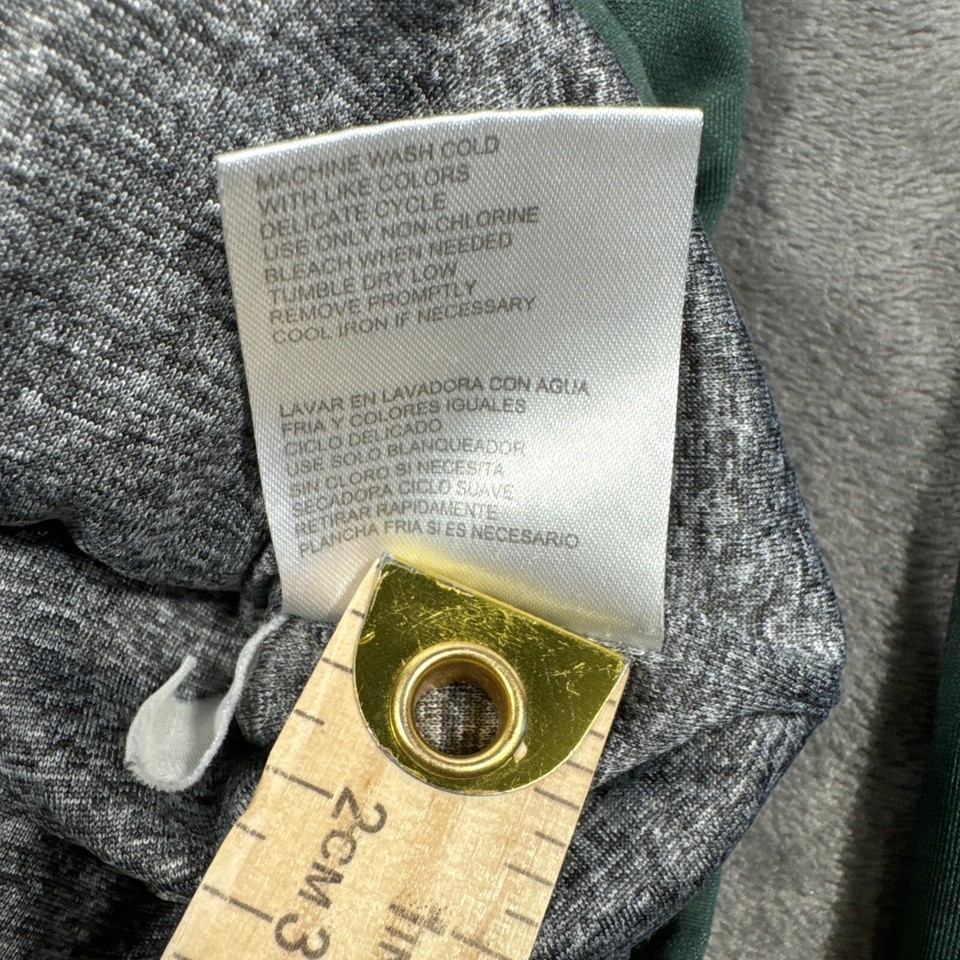 MACHINE WASH COLD
WITH LIKE COLORS
DELICATE CYCLE
USE ONLY NON-CHLORINE
BLEACH WHEN NEEDED
TUMBLE DRY LOW
REMOVE PROMPTLY
COOL IRON IF NECESSARY
LAVAR EN LAVADORA CON AGUA
FRIA Y COLORES IGUALES
CICLO DELICADO
USE SOLO BLANQUEADOR
SIN CLORO SI NECESITA
SECADORA CICLO SUAVE
RETIRAR RAPIDAMENTE
PLANCHA FRIA SI ES NECESARIO
2CM 3